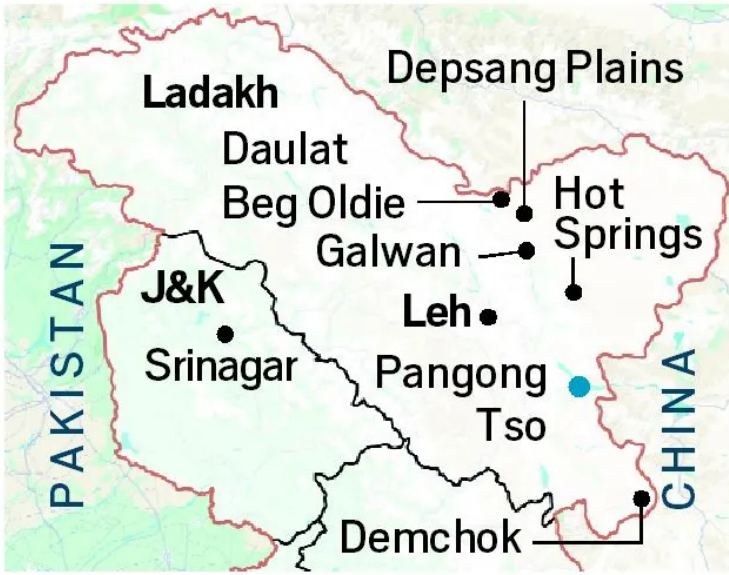 Depsang Plains
Ladakh
Daulat
Beg Oldie
Hot
Springs
Galwan
J&K
Leh
Srinagar
Pangong
Tso
Demchok
PAKISTAN
CHINA